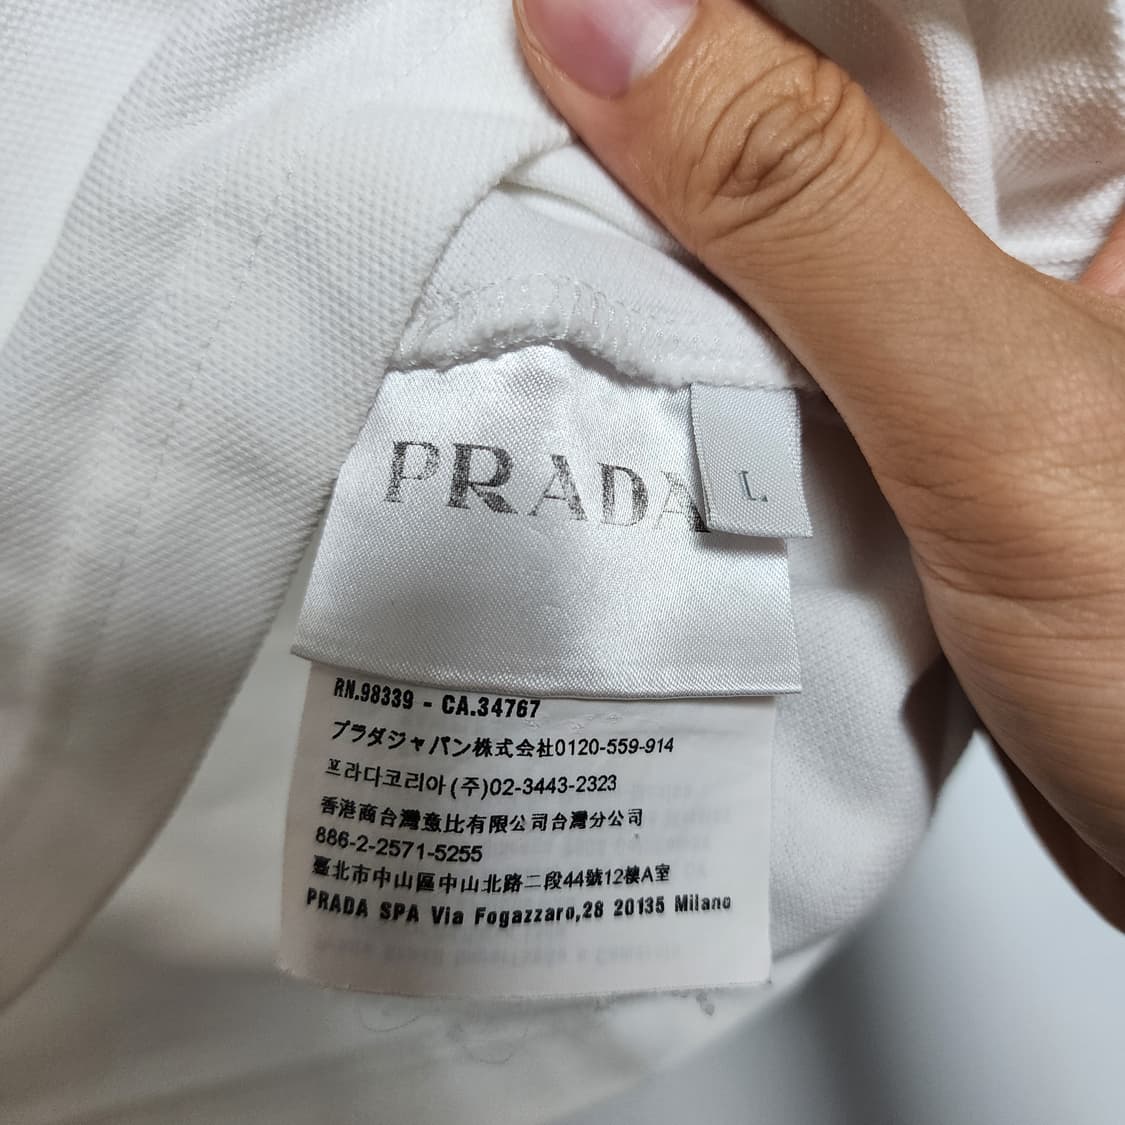 PRADA
L
RN.98339 - CA.34767
プラダジャパン株式会社0120-559-914
프라다코리아(주)02-3443-2323
香港商台灣意比有限公司台灣分公司
886-2-2571-5255
臺北市中山區中山北路二段44號12樓A室
PRADA SPA Via Fogazzaro,28 20135 Milano